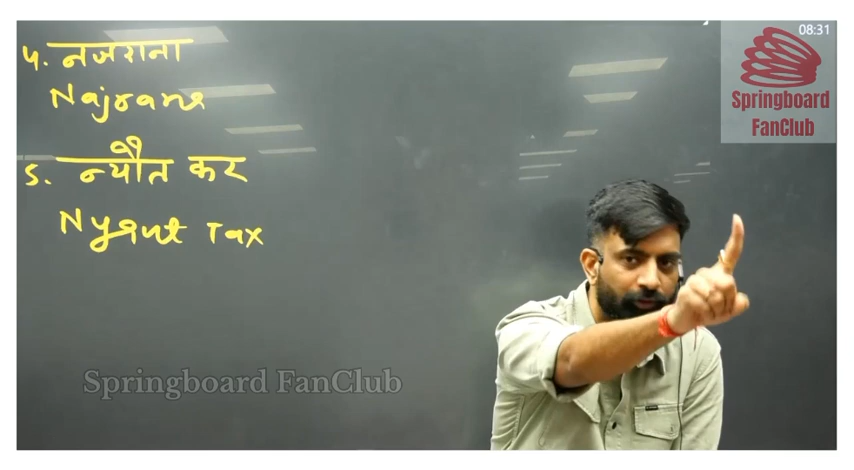 4. नजराना
Najrana
5. न्यौत कर
Nyaut Tax
08:31
Springboard
FanClub
Springboard FanClub